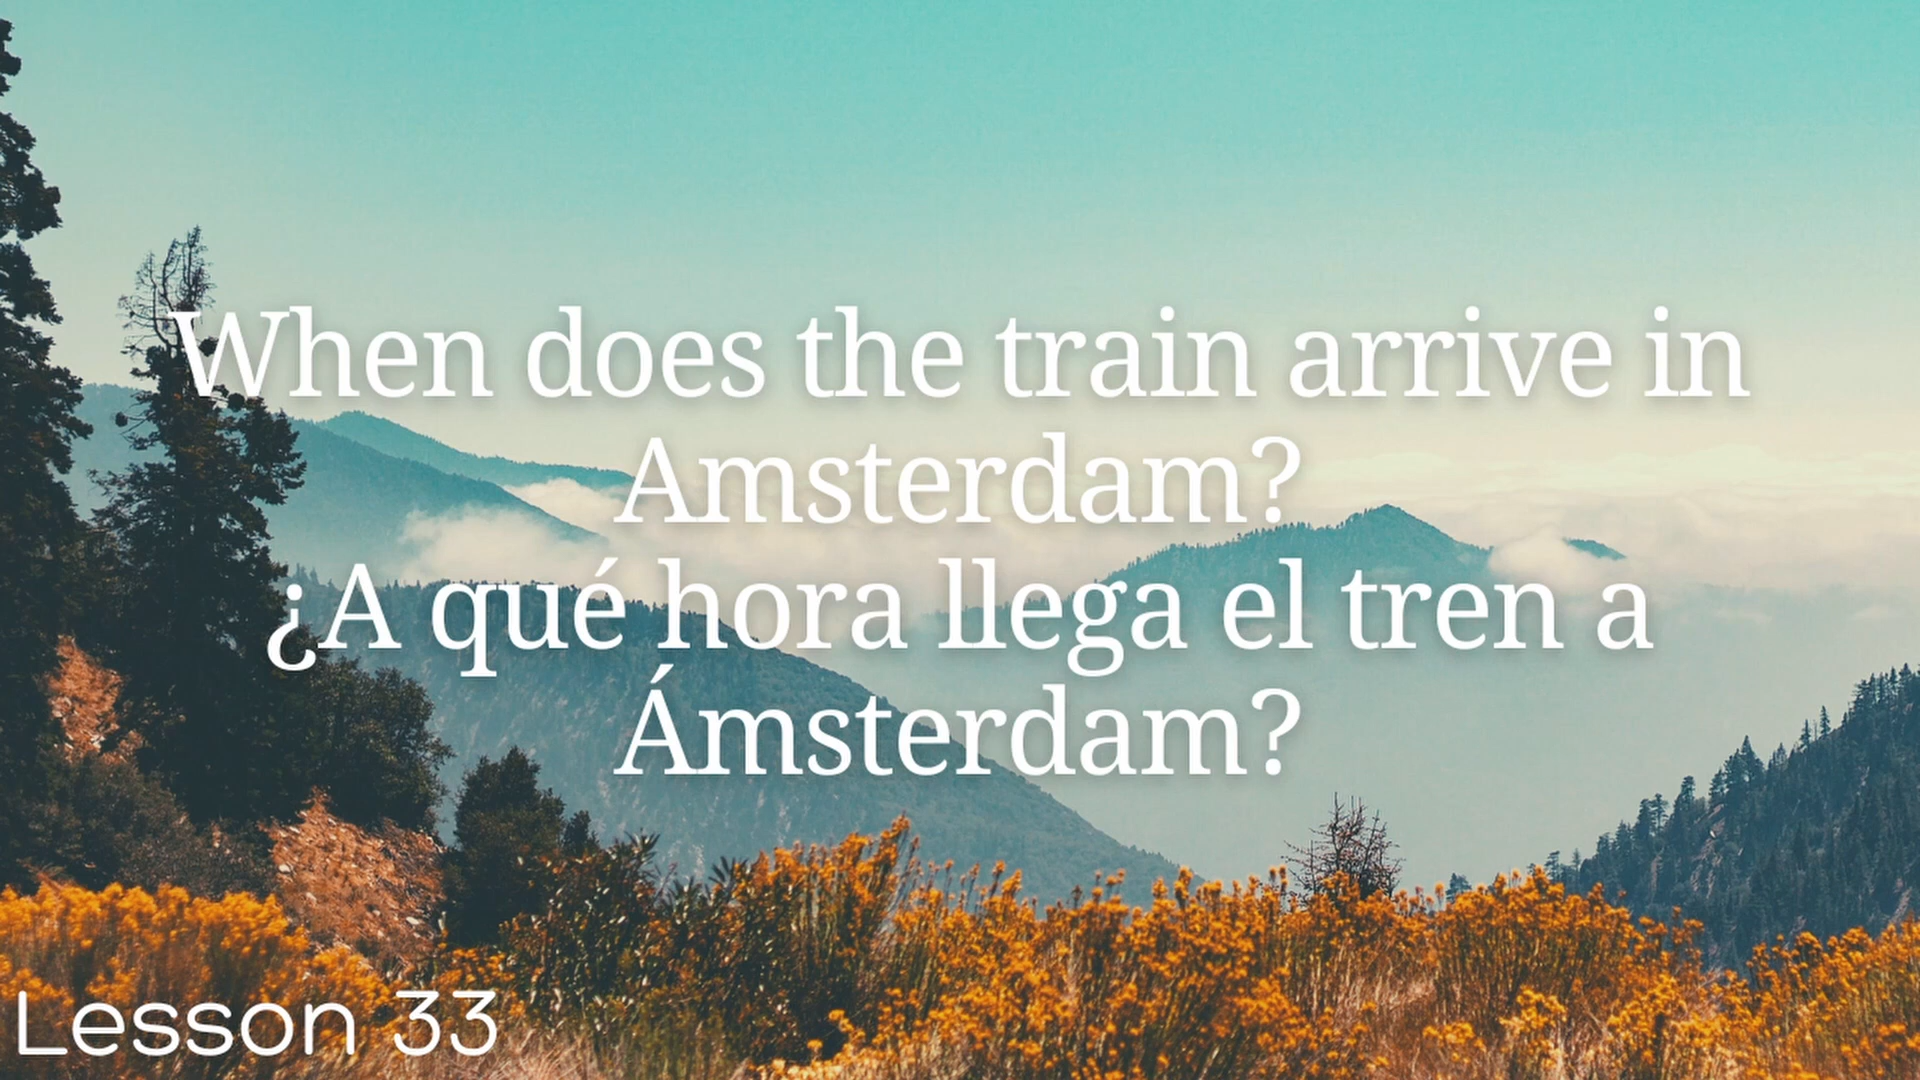 When does the train arrive in
Amsterdam?
¿A qué hora llega el tren a
Ámsterdam?
Lesson 33